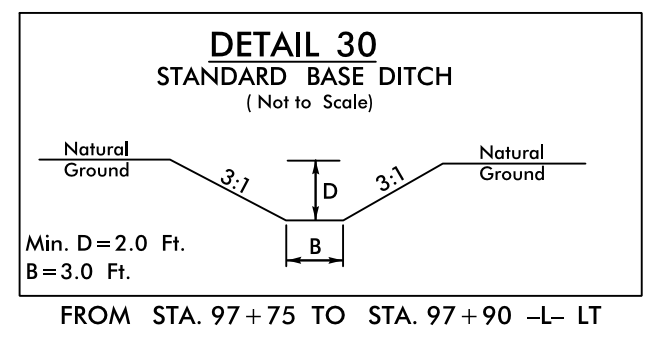 DETAIL 30
STANDARD BASE DITCH
( Not to Scale)
Natural
Ground
3:1
D
3:1
Natural
Ground
B
Min. D=2.0 Ft.
B=3.0 Ft.
FROM STA. 97+75 TO STA. 97+90 -L- LT